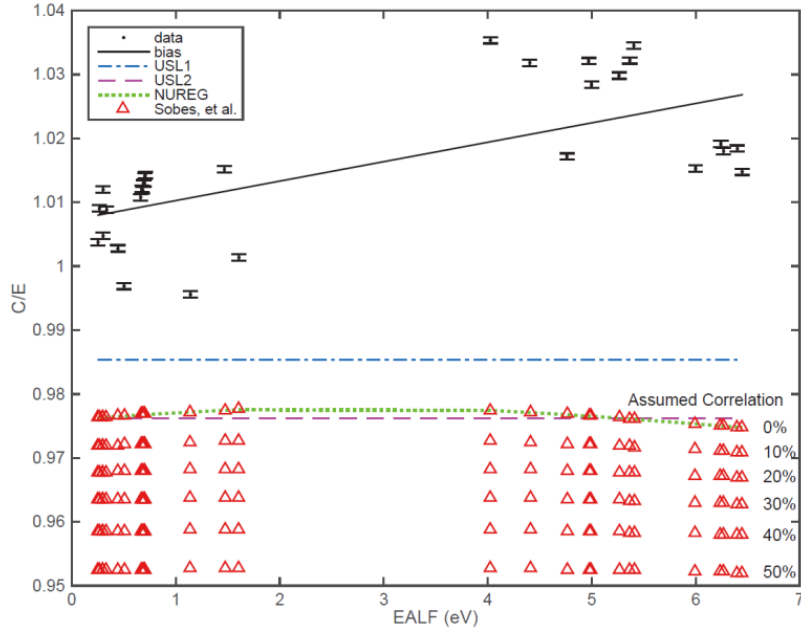 1.04
1.03
1.02
1.01
1
0.99
0.98
0.97
0.96
0.95
C/E
data
bias
USL1
USL2
NUREG
Sobes, et al.
Assumed Correlation
0%
10%
20%
30%
40%
50%
0 1 2 3 4 5 6 7
EALF (eV)